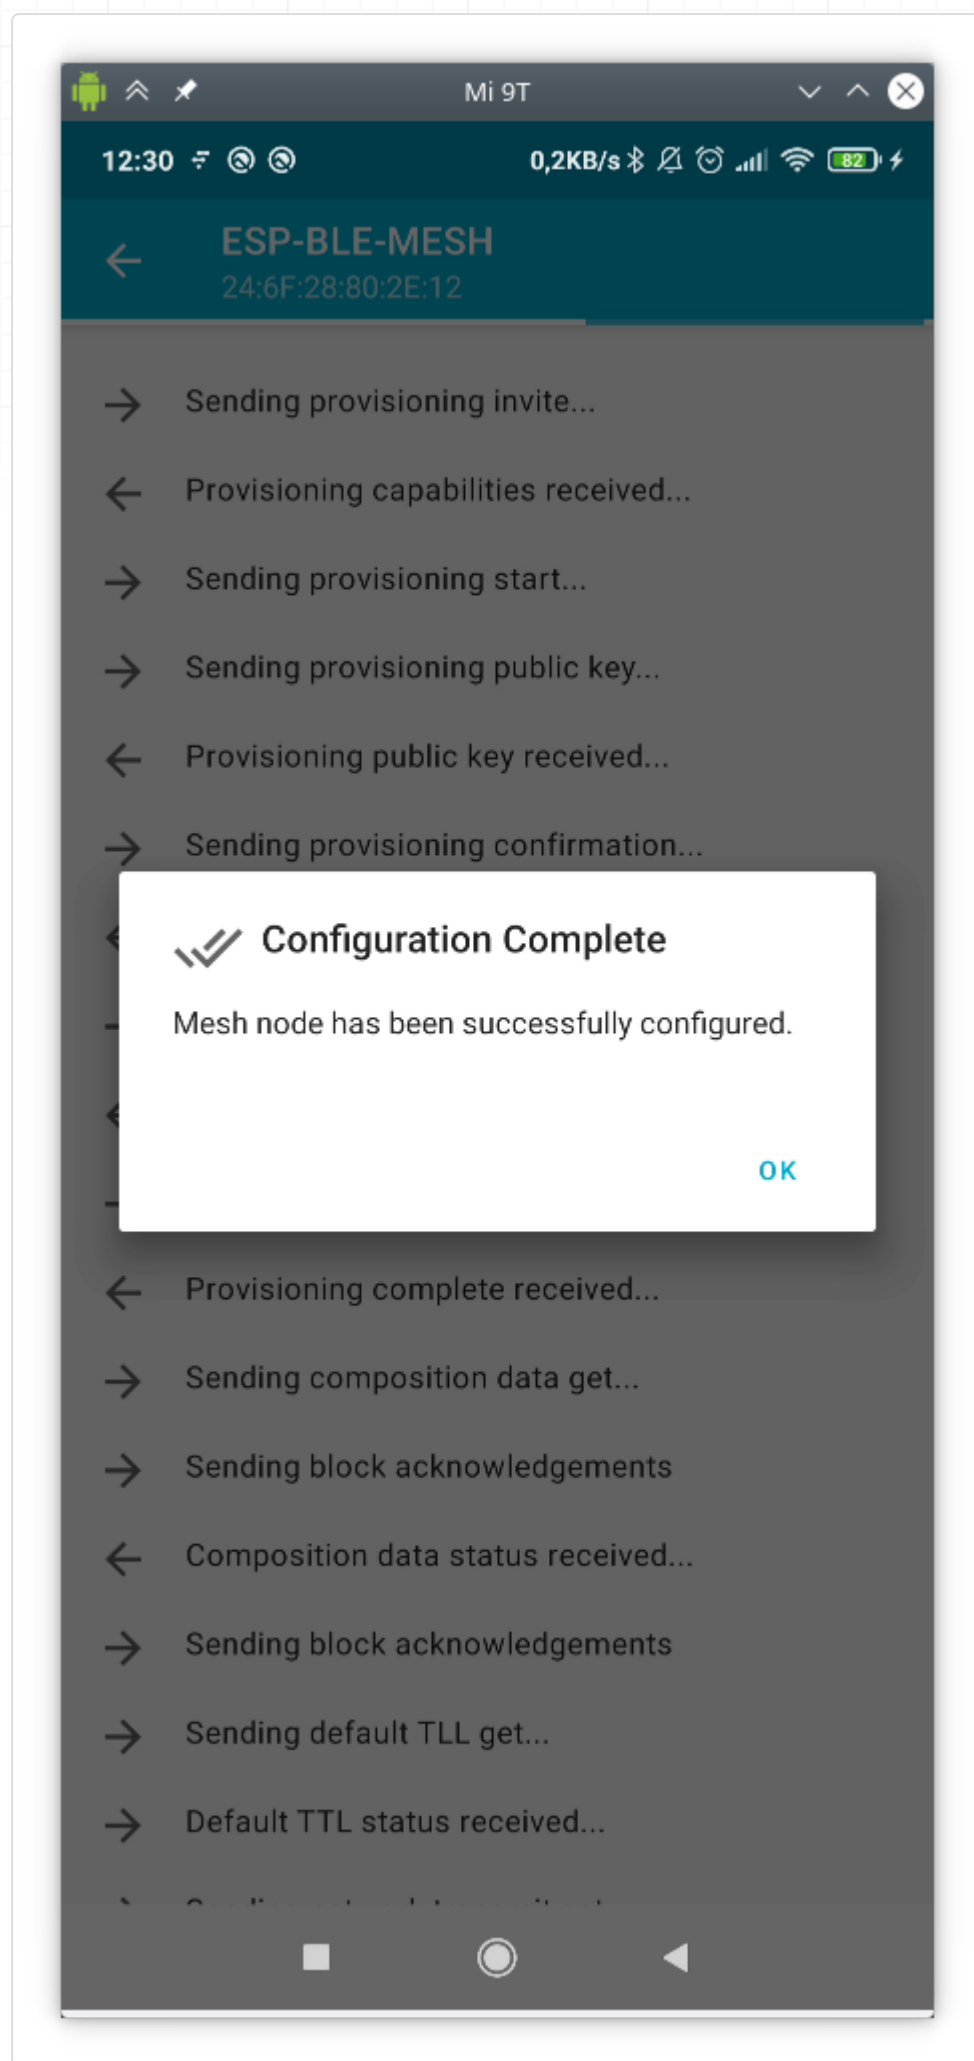 Mi 9T
12:30 0,2KB/s 82
ESP-BLE-MESH
24:6F:28:80:2E:12
Sending provisioning invite...
Provisioning capabilities received...
Sending provisioning start...
Sending provisioning public key...
Provisioning public key received...
Sending provisioning confirmation...
Configuration Complete
Mesh node has been successfully configured.
OK
Provisioning complete received...
Sending composition data get...
Sending block acknowledgements
Composition data status received...
Sending block acknowledgements
Sending default TLL get...
Default TTL status received...